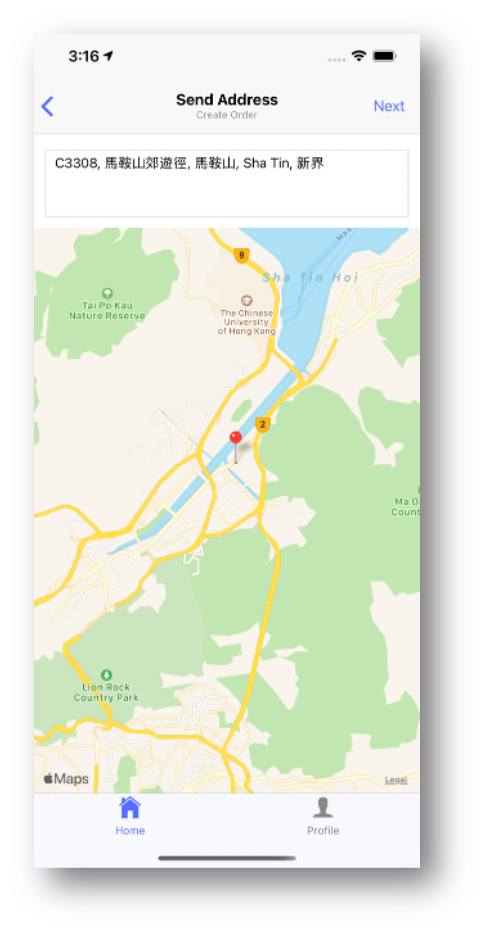 3:16
Send Address
Create Order
Next
C3308, 馬鞍山郊遊徑, 馬鞍山, Sha Tin, 新界
9
Sha Tin Hoi
Tai Po Kau
Nature Reserve
The Chinese
University
of Hong Kong
2
Ma O
Count
Lion Rock
Country Park
Maps
Legal
Home
Profile